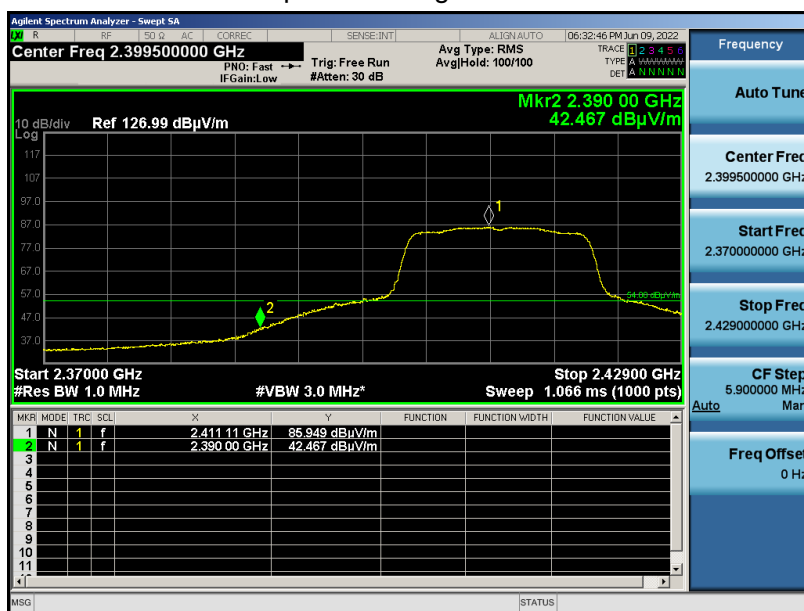 Agilent Spectrum Analyzer - Swept SA
LXI R RF 50 Ω AC CORREC SENSE:INT ALIGN AUTO 06:32:46 PM Jun 09, 2022
Center Freq 2.399500000 GHz
PNO: Fast
IFGain:Low
Trig: Free Run
#Atten: 30 dB
Avg Type: RMS
Avg|Hold: 100/100
TRACE 1 2 3 4 5 6
TYPE A WWWWW
DET A N N N N N
Mkr2 2.390 00 GHz
42.467 dBµV/m
10 dB/div Ref 126.99 dBµV/m
Log
117
107
97.0
87.0
77.0
67.0
57.0
47.0
37.0
1
2
54.00 dBµV/m
Start 2.37000 GHz Stop 2.42900 GHz
#Res BW 1.0 MHz #VBW 3.0 MHz* Sweep 1.066 ms (1000 pts)
MKR MODE TRC SCL X Y FUNCTION FUNCTION WIDTH FUNCTION VALUE
1 N 1 f 2.411 11 GHz 85.949 dBµV/m
2 N 1 f 2.390 00 GHz 42.467 dBµV/m
3
4
5
6
7
8
9
10
11
MSG STATUS
Frequency
Auto Tune
Center Freq
2.399500000 GHz
Start Freq
2.370000000 GHz
Stop Freq
2.429000000 GHz
CF Step
5.900000 MHz
Auto Man
Freq Offset
0 Hz